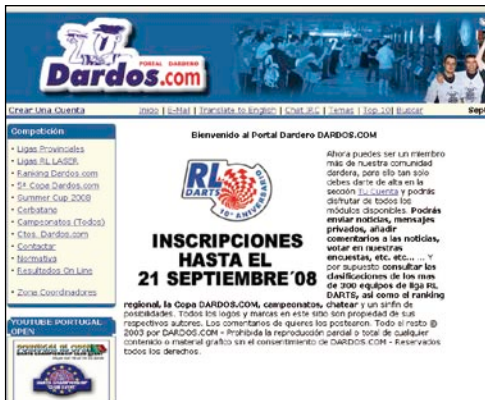 PORTAL DARDERO
Dardos.com
Crear Una Cuenta
Inicio | E-Mail | Translate to English | Chat IRC | Temas | Top 10| Buscar
Sept
Competición
Ligas Provinciales
Ligas RL LASER
Ranking Dardos.com
5ª Copa Dardos.com
Summer Cup 2008
Cerbatana
Campeonatos (Todos)
Ctos. Dardos.com
Contactar
Normativa
Resultados On Line
Zona Coordinadores
YOUTUBE PORTUGAL
OPEN
Bienvenido al Portal Dardero DARDOS.COM
RL
DARTS
10º ANIVERSARIO
INSCRIPCIONES
HASTA EL
21 SEPTIEMBRE´08
Ahora puedes ser un miembro
más de nuestra comunidad
dardera, para ello tan solo
debes darte de alta en la
sección Tu Cuenta y podrás
disfrutar de todos los
módulos disponibles. Podrás
enviar noticias, mensajes
privados, añadir
comentarios a las noticias,
votar en nuestras
encuestas, etc. etc... ... Y
por supuesto consultar las
clasificaciones de los mas
de 300 equipos de liga RL
DARTS, así como el ranking
regional, la Copa DARDOS.COM, campeonatos, chatear y un sinfín de
posibilidades. Todos los logos y marcas en este sitio son propiedad de sus
respectivos autores. Los comentarios de quienes los postearon. Todo el resto @
2003 por DARDOS.COM - Prohibida la reproducción parcial o total de cualquier
contenido o material grafico sin el consentimiento de DARDOS.COM - Reservados
todos los derechos.